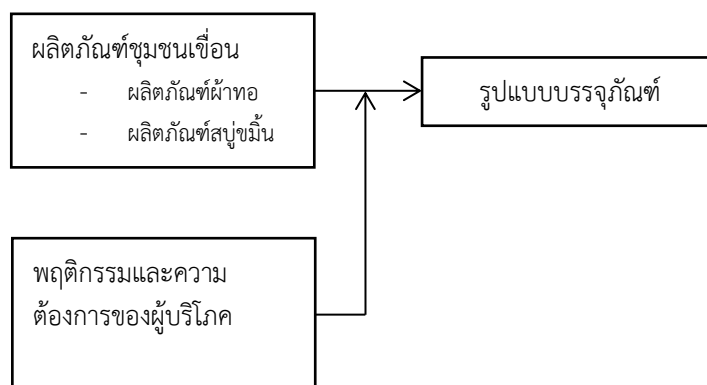 ผลิตภัณฑ์ชุมชนเขื่อน
- ผลิตภัณฑ์ผ้าทอ
- ผลิตภัณฑ์สบู่ขมิ้น
รูปแบบบรรจุภัณฑ์
พฤติกรรมและความ
ต้องการของผู้บริโภค